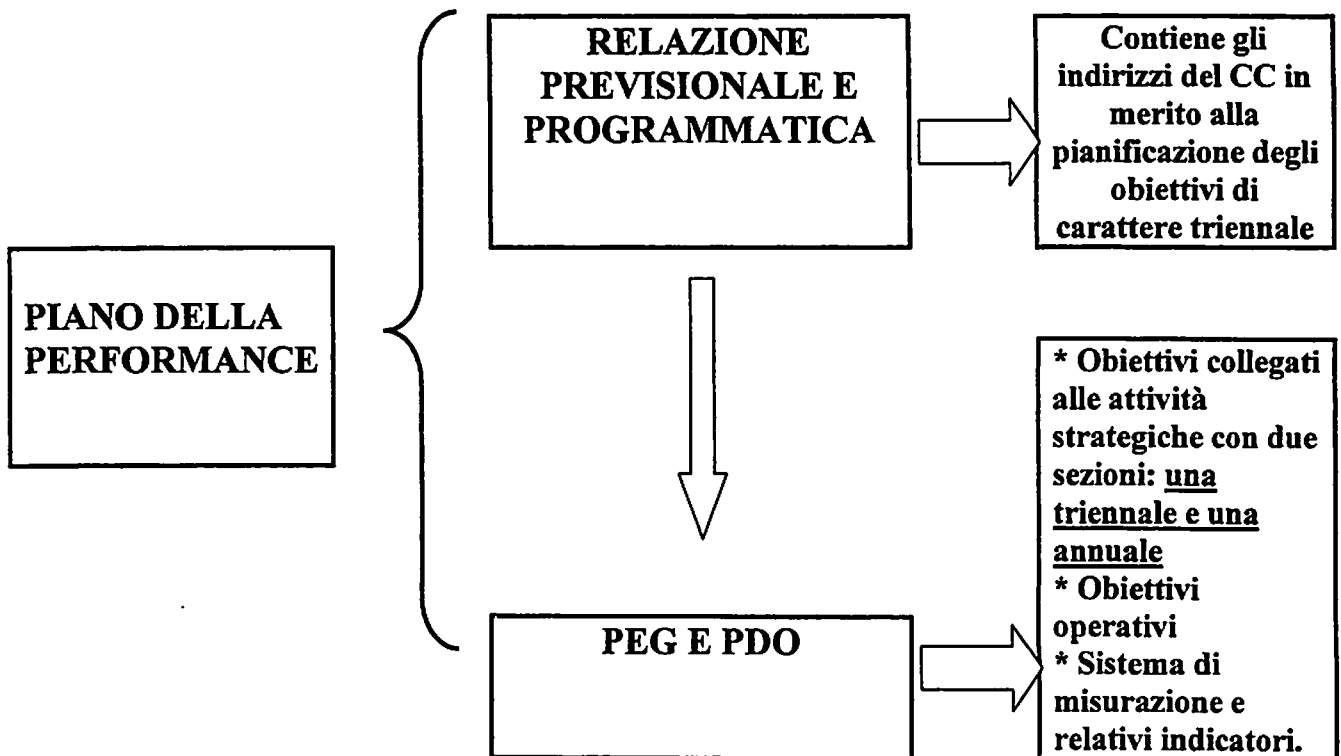 RELAZIONE
PREVISIONALE E
PROGRAMMATICA
Contiene gli
indirizzi del CC in
merito alla
pianificazione degli
obiettivi di
carattere triennale
PIANO DELLA
PERFORMANCE
PEG E PDO
* Obiettivi collegati
alle attività
strategiche con due
sezioni: una
triennale e una
annuale
* Obiettivi
operativi
* Sistema di
misurazione e
relativi indicatori.